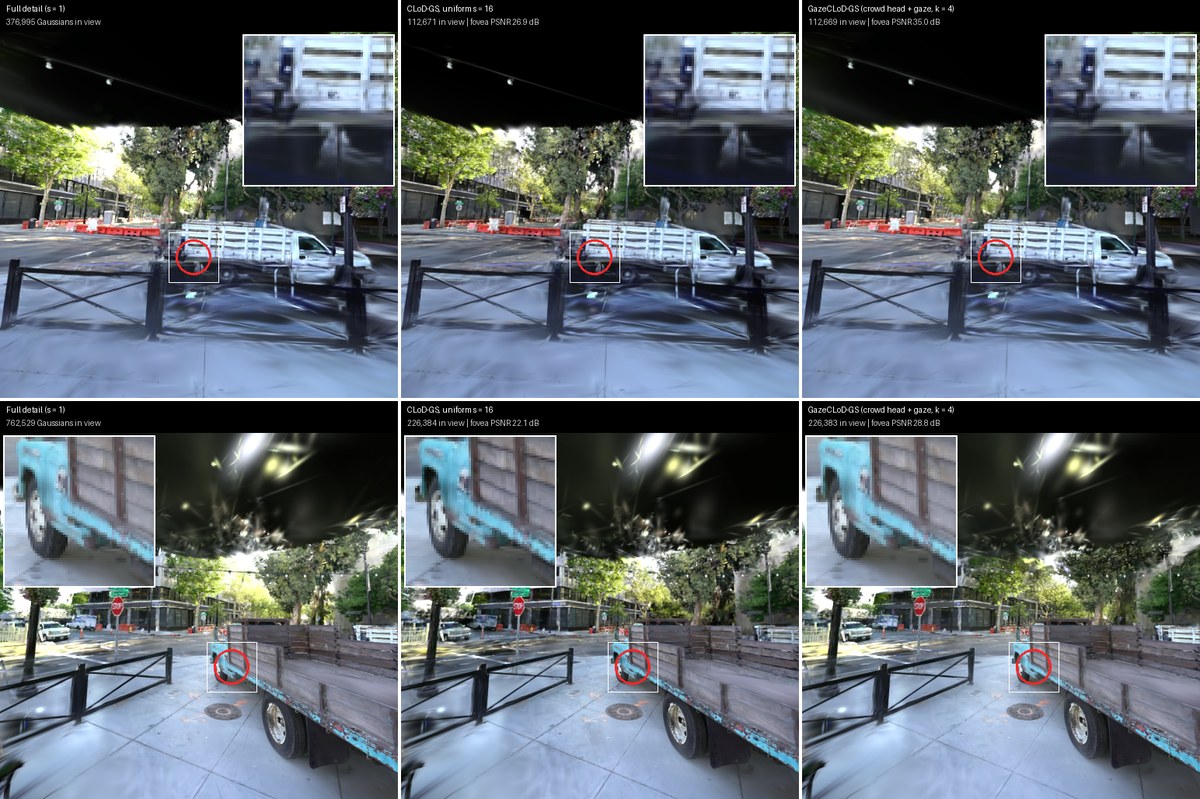 Full detail (s = 1)
376,995 Gaussians in view
CLoD-GS, uniform s = 16
112,671 in view | fovea PSNR 26.9 dB
GazeCLoD-GS (crowd head + gaze, k = 4)
112,669 in view | fovea PSNR 35.0 dB
Full detail (s = 1)
762,529 Gaussians in view
CLoD-GS, uniform s = 16
226,384 in view | fovea PSNR 22.1 dB
GazeCLoD-GS (crowd head + gaze, k = 4)
226,383 in view | fovea PSNR 28.8 dB
STOP
STOP
STOP